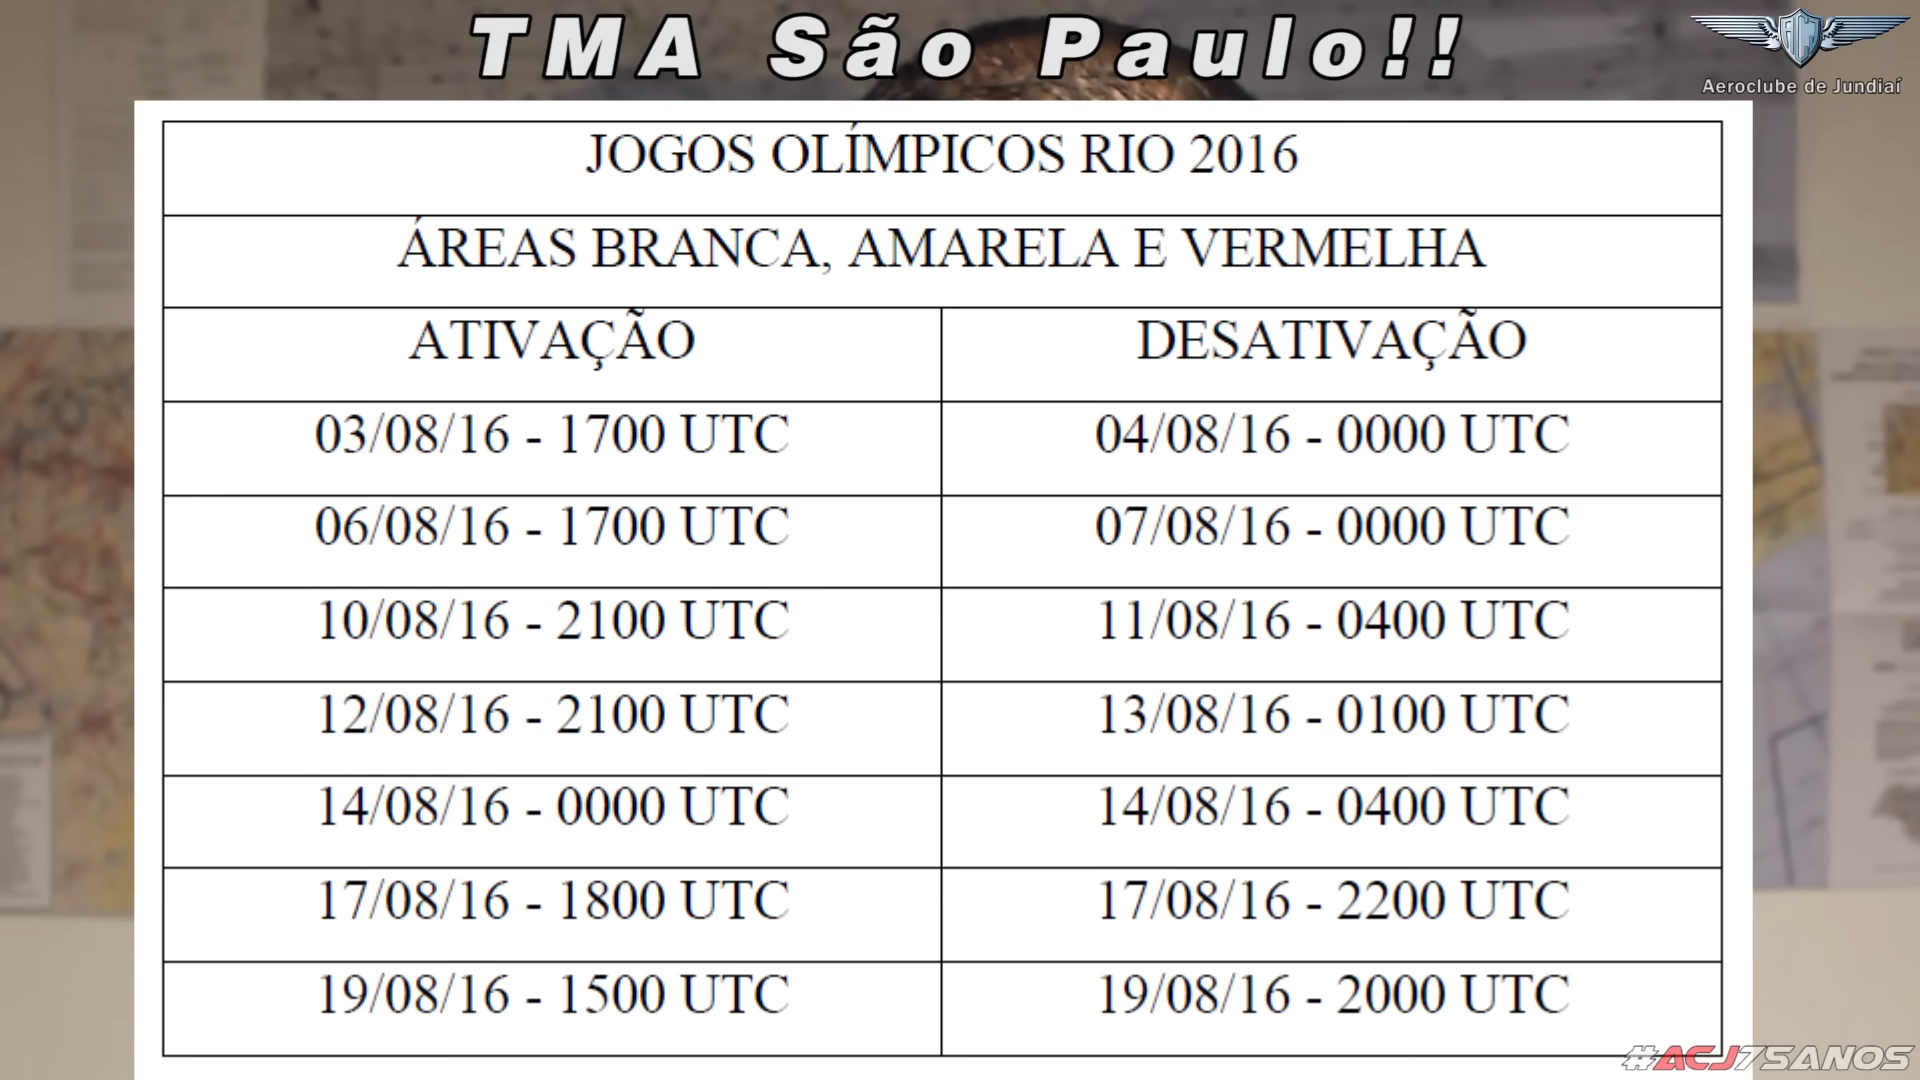 TMA São Paulo!!
Aeroclube de Jundiaí
JOGOS OLÍMPICOS RIO 2016
ÁREAS BRANCA, AMARELA E VERMELHA
ATIVAÇÃO DESATIVAÇÃO
03/08/16 - 1700 UTC 04/08/16 - 0000 UTC
06/08/16 - 1700 UTC 07/08/16 - 0000 UTC
10/08/16 - 2100 UTC 11/08/16 - 0400 UTC
12/08/16 - 2100 UTC 13/08/16 - 0100 UTC
14/08/16 - 0000 UTC 14/08/16 - 0400 UTC
17/08/16 - 1800 UTC 17/08/16 - 2200 UTC
19/08/16 - 1500 UTC 19/08/16 - 2000 UTC
#ACJ75ANOS